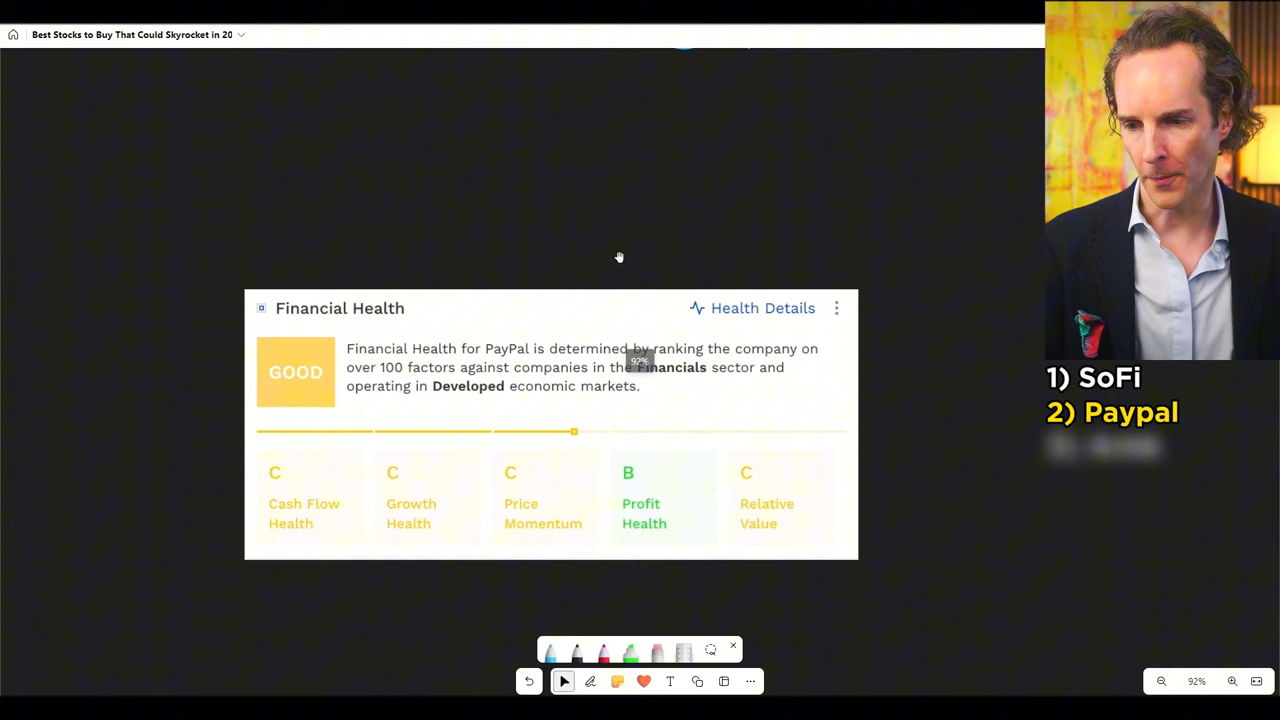 Best Stocks to Buy That Could Skyrocket in 20
Financial Health
Health Details
GOOD
Financial Health for PayPal is determined by ranking the company on
over 100 factors against companies in the Financials sector and
operating in Developed economic markets.
92%
C
Cash Flow
Health
C
Growth
Health
C
Price
Momentum
B
Profit
Health
C
Relative
Value
1) SoFi
2) Paypal
T
92%